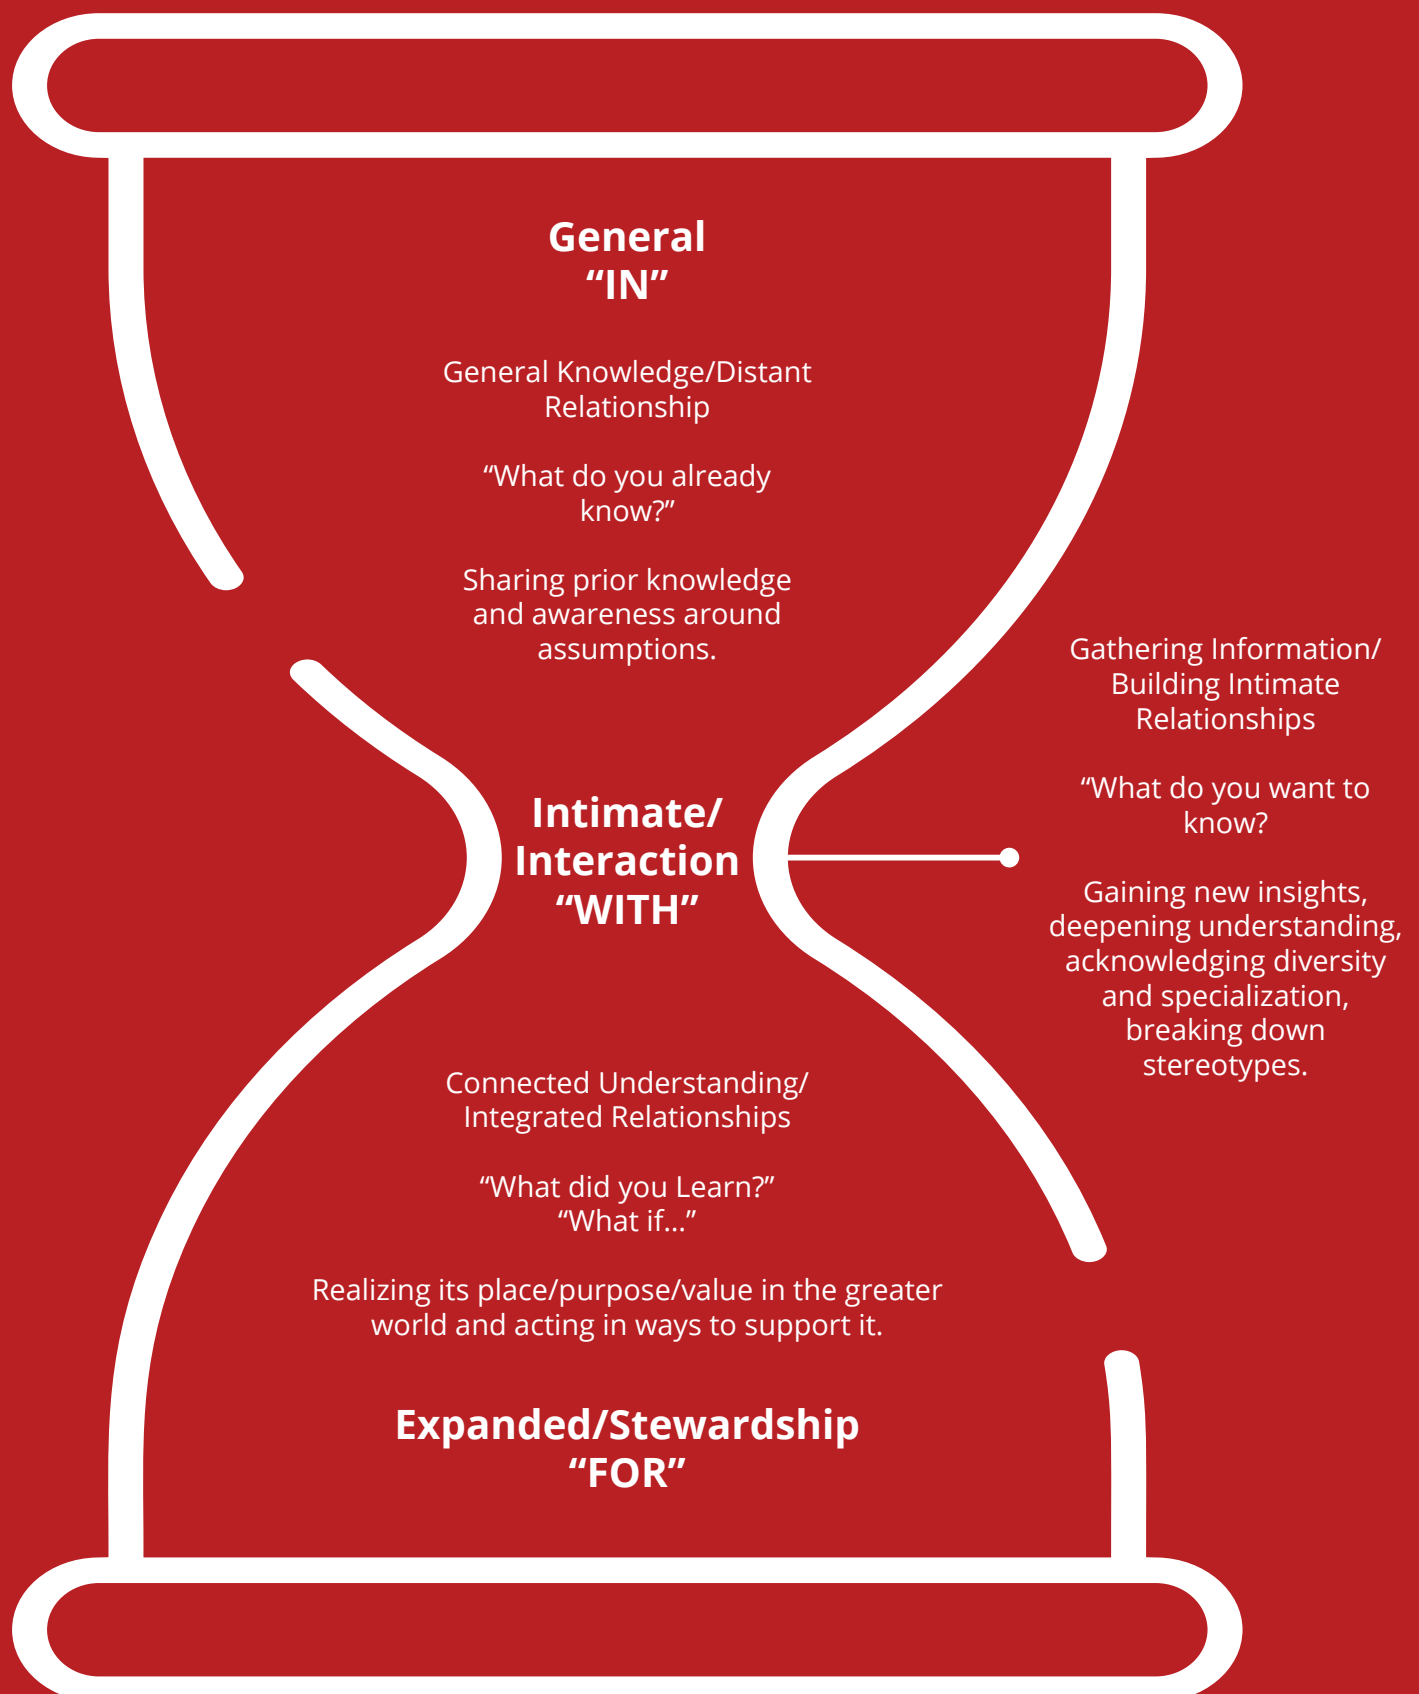 General
“IN”
General Knowledge/Distant
Relationship
“What do you already
know?”
Sharing prior knowledge
and awareness around
assumptions.
Intimate/
Interaction
“WITH”
Gathering Information/
Building Intimate
Relationships
“What do you want to
know?
Gaining new insights,
deepening understanding,
acknowledging diversity
and specialization,
breaking down
stereotypes.
Connected Understanding/
Integrated Relationships
“What did you Learn?”
“What if...”
Realizing its place/purpose/value in the greater
world and acting in ways to support it.
Expanded/Stewardship
“FOR”